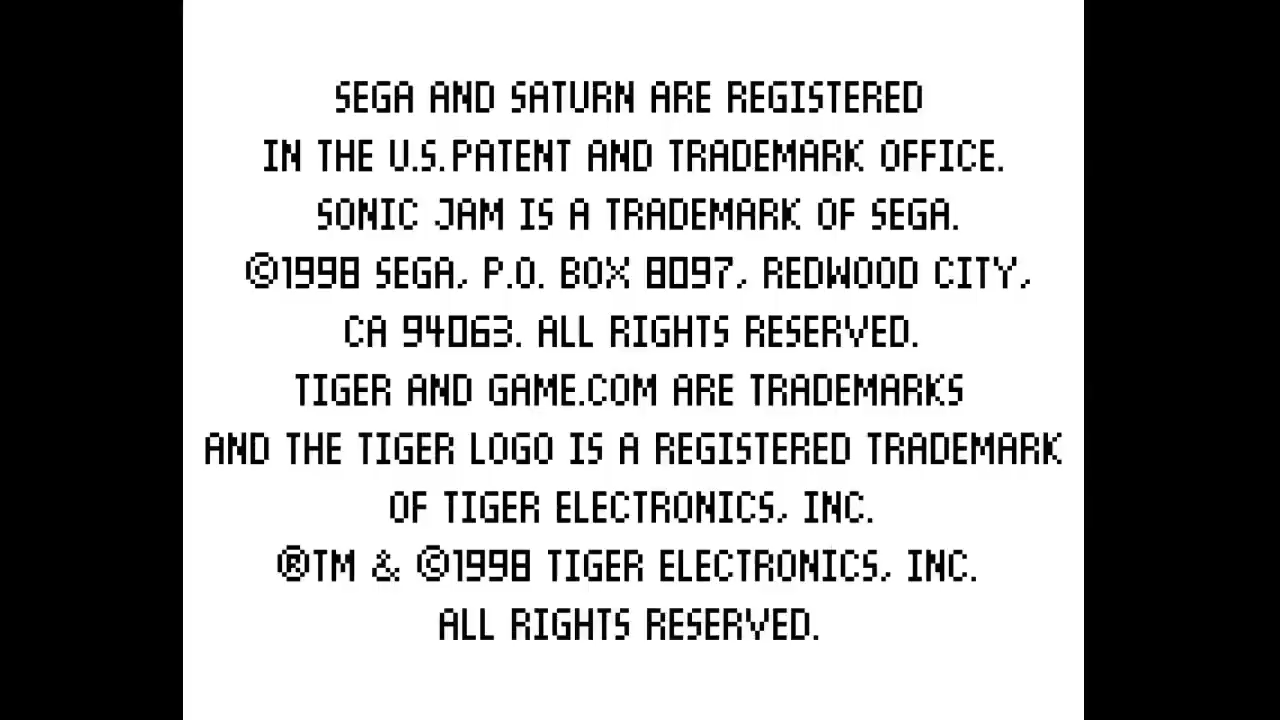 SEGA AND SATURN ARE REGISTERED
IN THE U.S.PATENT AND TRADEMARK OFFICE.
SONIC JAM IS A TRADEMARK OF SEGA.
©1998 SEGA, P.O. BOX 8097, REDWOOD CITY,
CA 94063. ALL RIGHTS RESERVED.
TIGER AND GAME.COM ARE TRADEMARKS
AND THE TIGER LOGO IS A REGISTERED TRADEMARK
OF TIGER ELECTRONICS, INC.
®TM & ©1998 TIGER ELECTRONICS, INC.
ALL RIGHTS RESERVED.